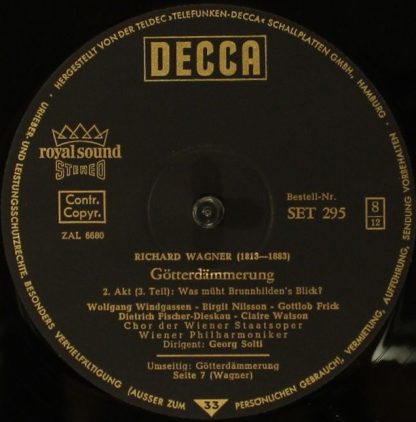 HERGESTELLT VON DER TELDEC »TELEFUNKEN-DECCA« SCHALLPLATTEN GMBH., HAMBURG · URHEBER- UND LEISTUNGSSCHUTZRECHTE, BESONDERS VERVIELFÄLTIGUNG (AUSSER ZUM PERSÖNLICHEN GEBRAUCH), VERMIETUNG, AUFFÜHRUNG, SENDUNG VORBEHALTEN
DECCA
royal sound
STEREO
Contr.
Copyr.
ZAL 6680
Bestell-Nr.
SET 295
8
12
RICHARD WAGNER (1813—1883)
Götterdämmerung
2. Akt (3. Teil): Was müht Brunnhilden's Blick?
Wolfgang Windgassen - Birgit Nilsson - Gottlob Frick
Dietrich Fischer-Dieskau - Claire Watson
Chor der Wiener Staatsoper
Wiener Philharmoniker
Dirigent: Georg Solti
Umseitig: Götterdämmerung
Seite 7 (Wagner)
33